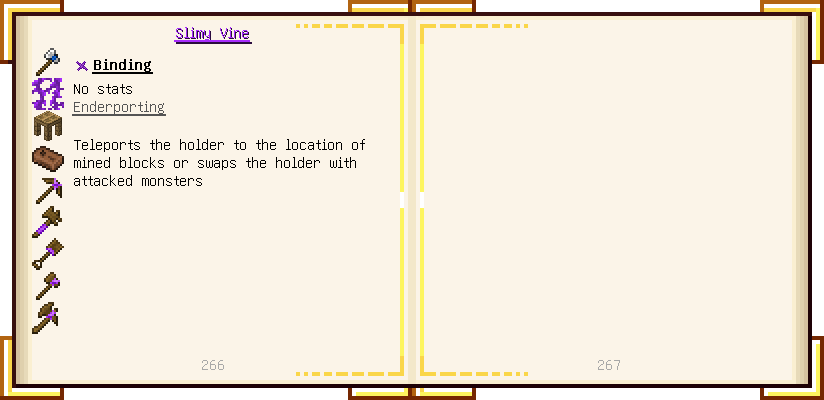 Slimy Vine
Binding
No stats
Enderporting
Teleports the holder to the location of
mined blocks or swaps the holder with
attacked monsters
266
267